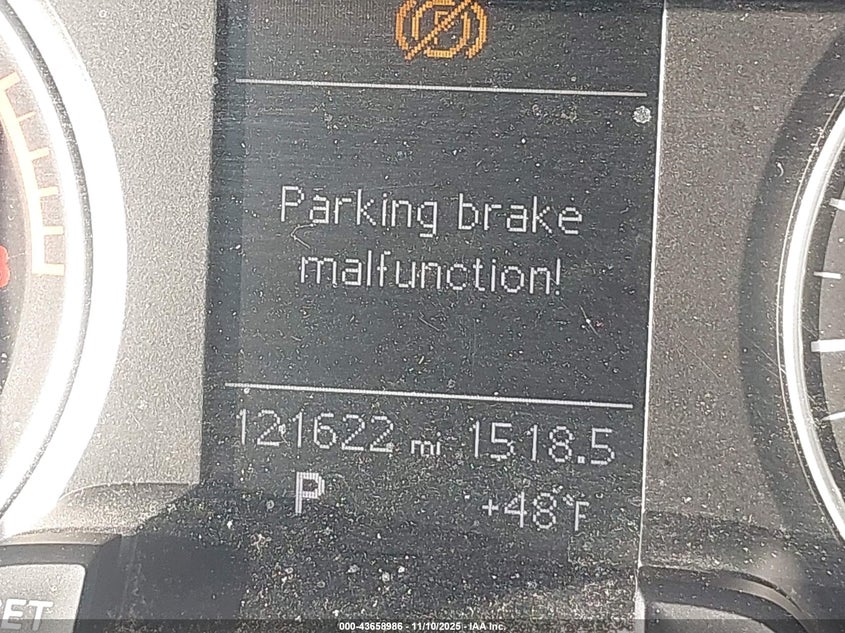 Parking brake
malfunction!
121622 mi 1518.5
P
+48°F
000-43658986 - 11/10/2025 - IAA Inc.